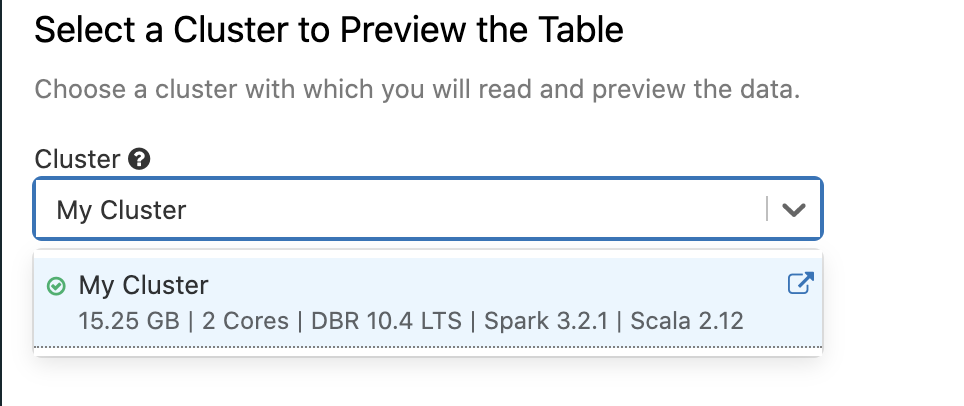 Select a Cluster to Preview the Table
Choose a cluster with which you will read and preview the data.
Cluster ?
My Cluster
My Cluster
15.25 GB | 2 Cores | DBR 10.4 LTS | Spark 3.2.1 | Scala 2.12